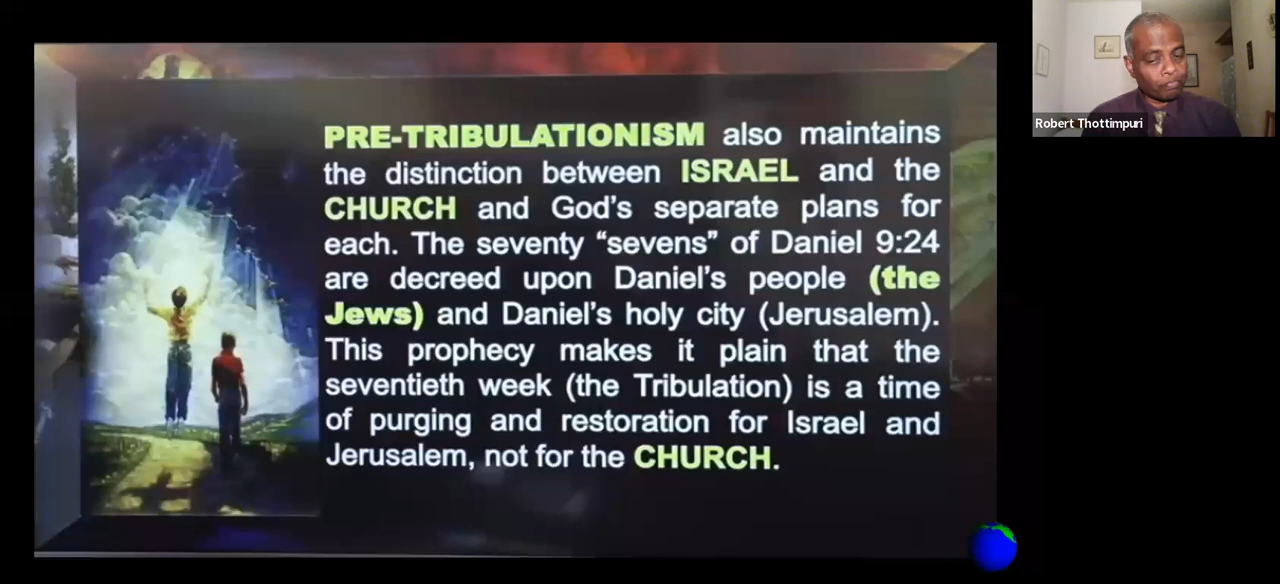 PRE-TRIBULATIONISM also maintains
the distinction between ISRAEL and the
CHURCH and God's separate plans for
each. The seventy “sevens” of Daniel 9:24
are decreed upon Daniel's people (the
Jews) and Daniel's holy city (Jerusalem).
This prophecy makes it plain that the
seventieth week (the Tribulation) is a time
of purging and restoration for Israel and
Jerusalem, not for the CHURCH.
Robert Thottimpuri